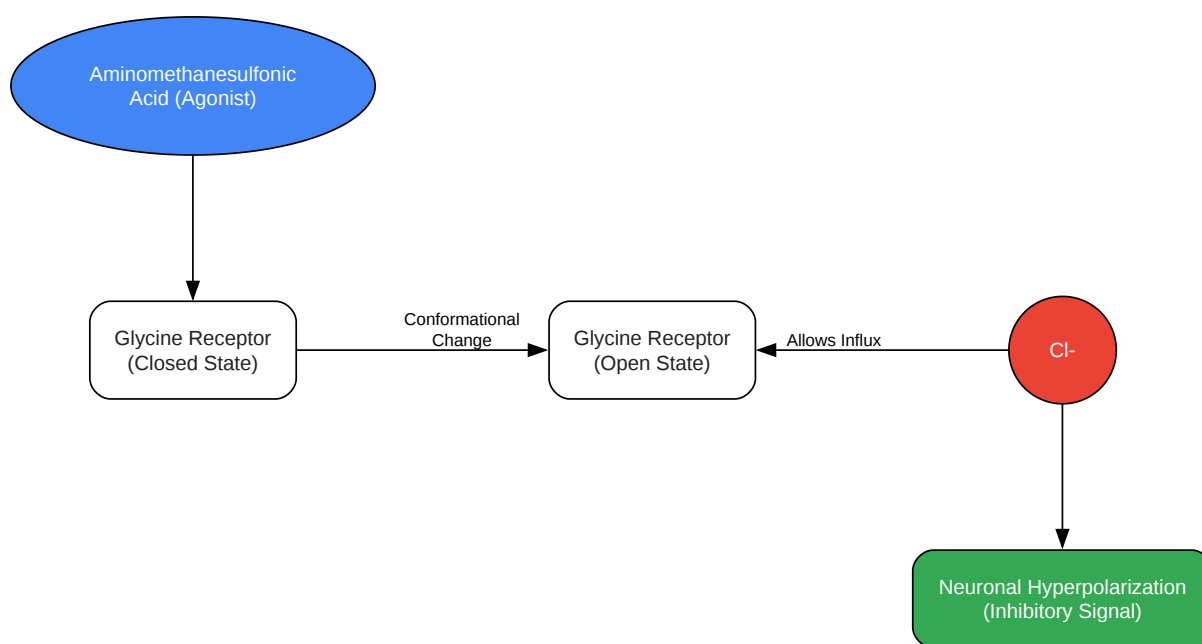 Aminomethanesulfonic
Acid (Agonist)
Glycine Receptor
(Closed State)
Conformational
Change
Glycine Receptor
(Open State)
Allows Influx
Cl-
Neuronal Hyperpolarization
(Inhibitory Signal)